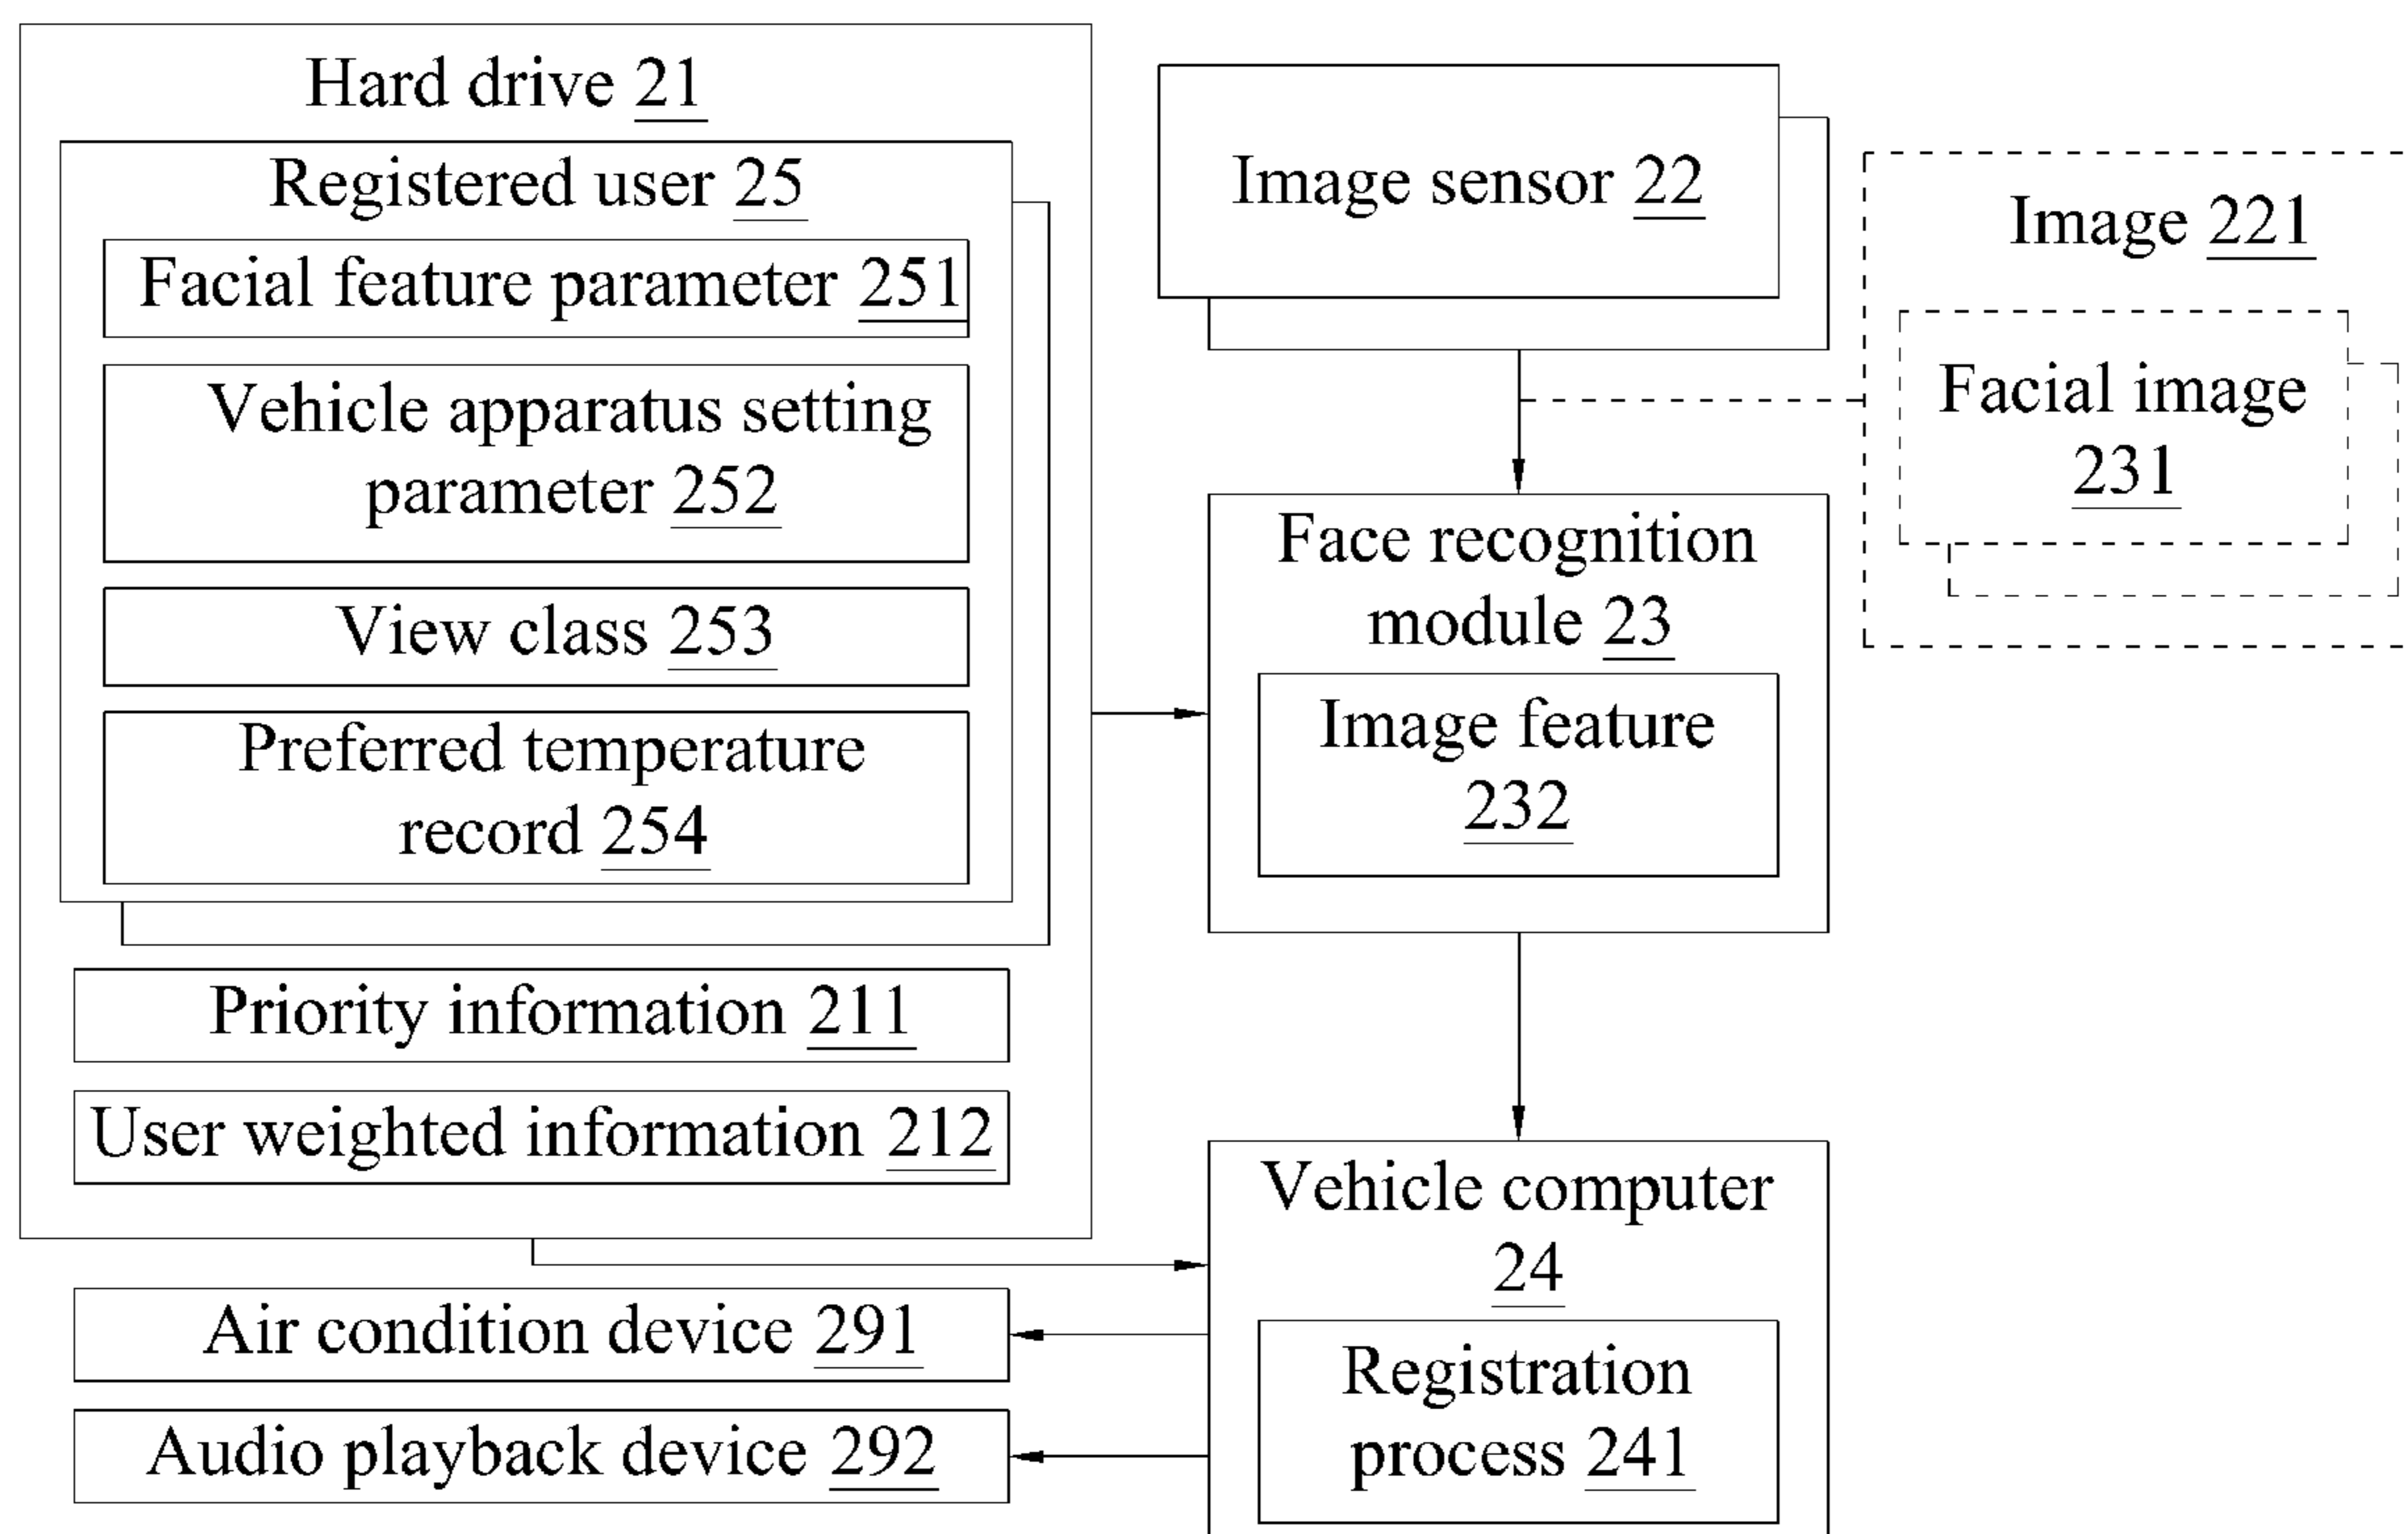 Hard drive 21
Registered user 25
Facial feature parameter 251
Vehicle apparatus setting
parameter 252
View class 253
Preferred temperature
record 254
Priority information 211
User weighted information 212
Air condition device 291
Audio playback device 292
Image sensor 22
Face recognition
module 23
Image feature
232
Vehicle computer
24
Registration
process 241
Image 221
Facial image
231